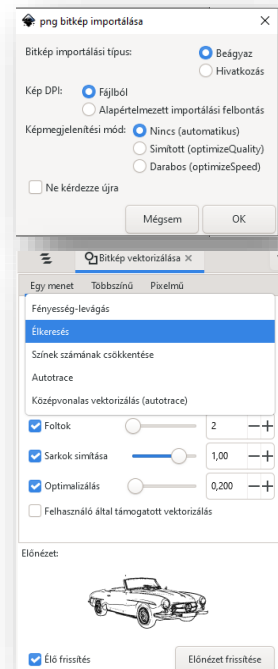 png bitkép importálása
Bitkép importálási típus: Beágyaz
Hivatkozás
Kép DPI: Fájlból
Alapértelmezett importálási felbontás
Képmegjelenítési mód: Nincs (automatikus)
Simított (optimizeQuality)
Darabos (optimizeSpeed)
Ne kérdezze újra
Mégsem OK
Bitkép vektorizálása
Egy menet Többszínű Pixelmű
Fényesség-levágás
Élkeresés
Színek számának csökkentése
Autotrace
Középvonalas vektorizálás (autotrace)
Foltok 2
Sarkok simítása 1,00
Optimalizálás 0,200
Felhasználó által támogatott vektorizálás
Előnézet:
Élő frissítés Előnézet frissítése